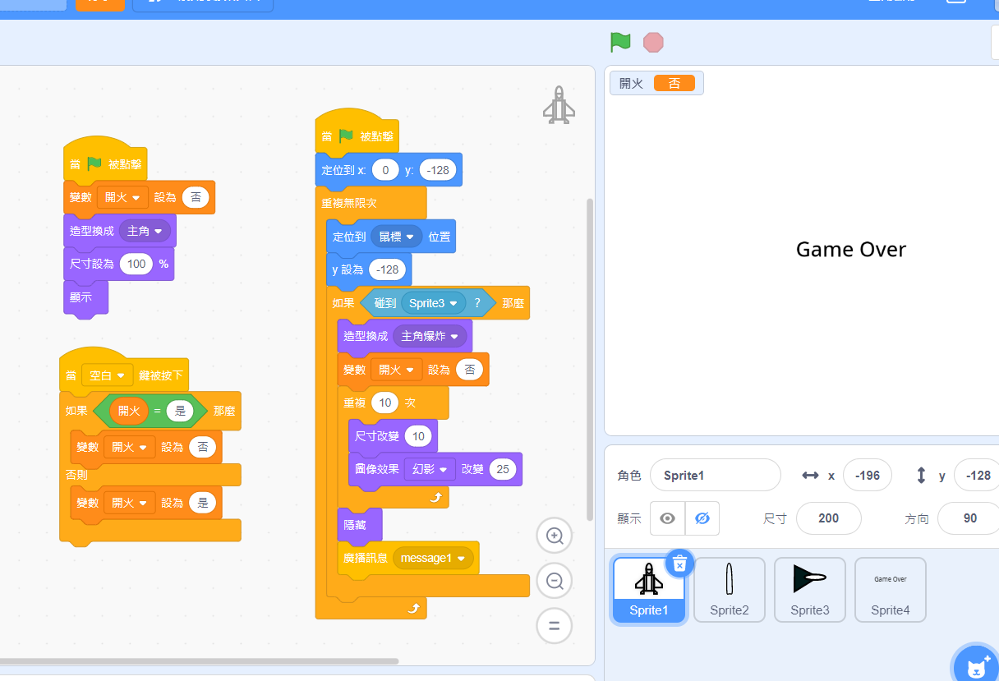 當 被點擊
變數 開火 設為 否
造型換成 主角
尺寸設為 100 %
顯示
當 空白 鍵被按下
如果 開火 = 是 那麼
變數 開火 設為 否
否則
變數 開火 設為 是
當 被點擊
定位到 x: 0 y: -128
重複無限次
定位到 鼠標 位置
y 設為 -128
如果 碰到 Sprite3 ? 那麼
造型換成 主角爆炸
變數 開火 設為 否
重複 10 次
尺寸改變 10
圖像效果 幻影 改變 25
隱藏
廣播訊息 message1
開火 否
Game Over
角色 Sprite1 x -196 y -128
顯示 尺寸 200 方向 90
Game Over
Sprite1 Sprite2 Sprite3 Sprite4